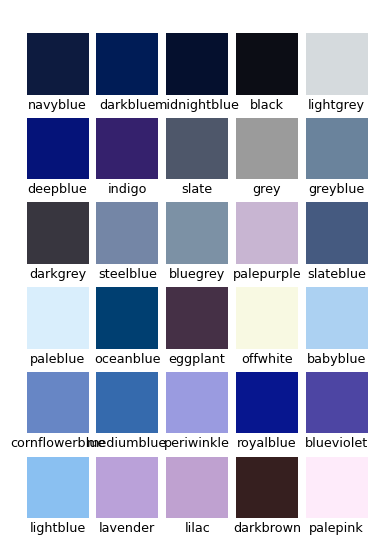 navyblue darkblue midnightblue black lightgrey
deepblue indigo slate grey greyblue
darkgrey steelblue bluegrey palepurple slateblue
paleblue oceanblue eggplant offwhite babyblue
cornflowerblue mediumblue periwinkle royalblue blueviolet
lightblue lavender lilac darkbrown palepink